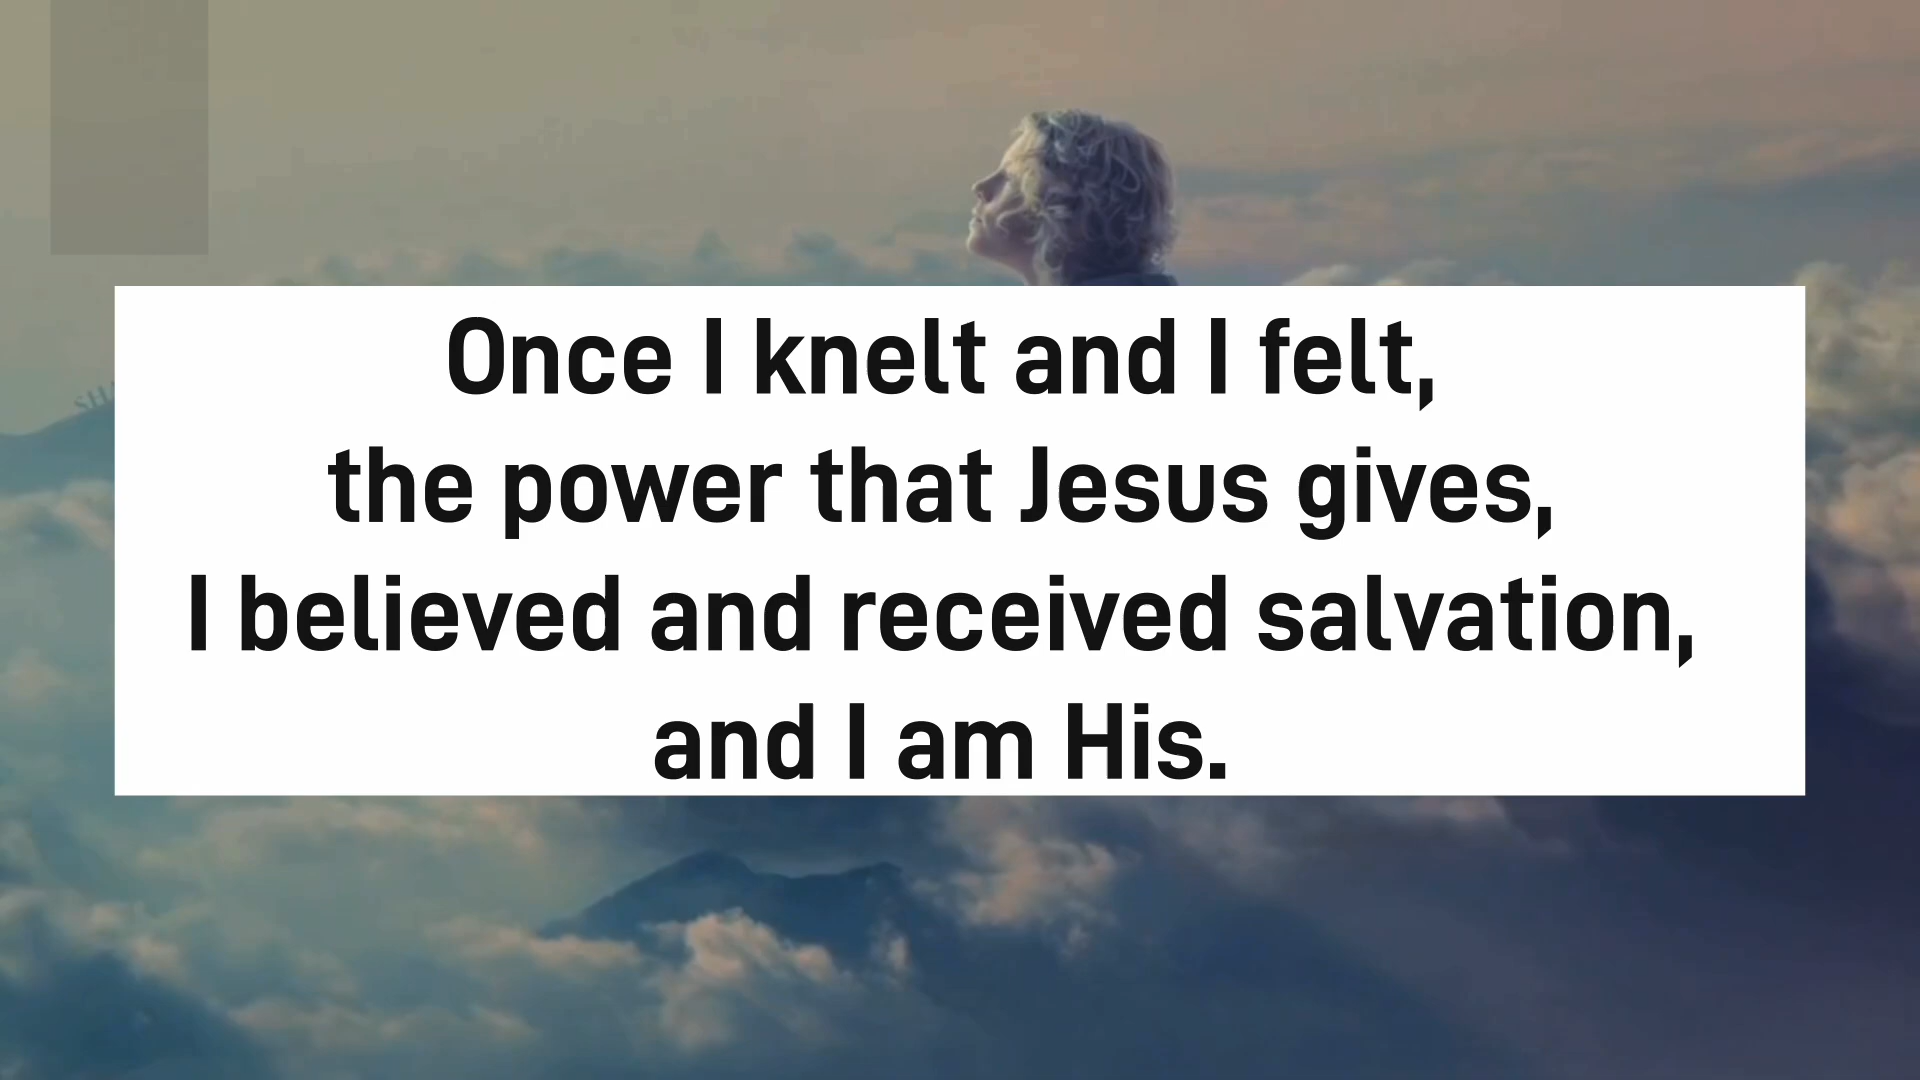 Once I knelt and I felt,
the power that Jesus gives,
I believed and received salvation,
and I am His.